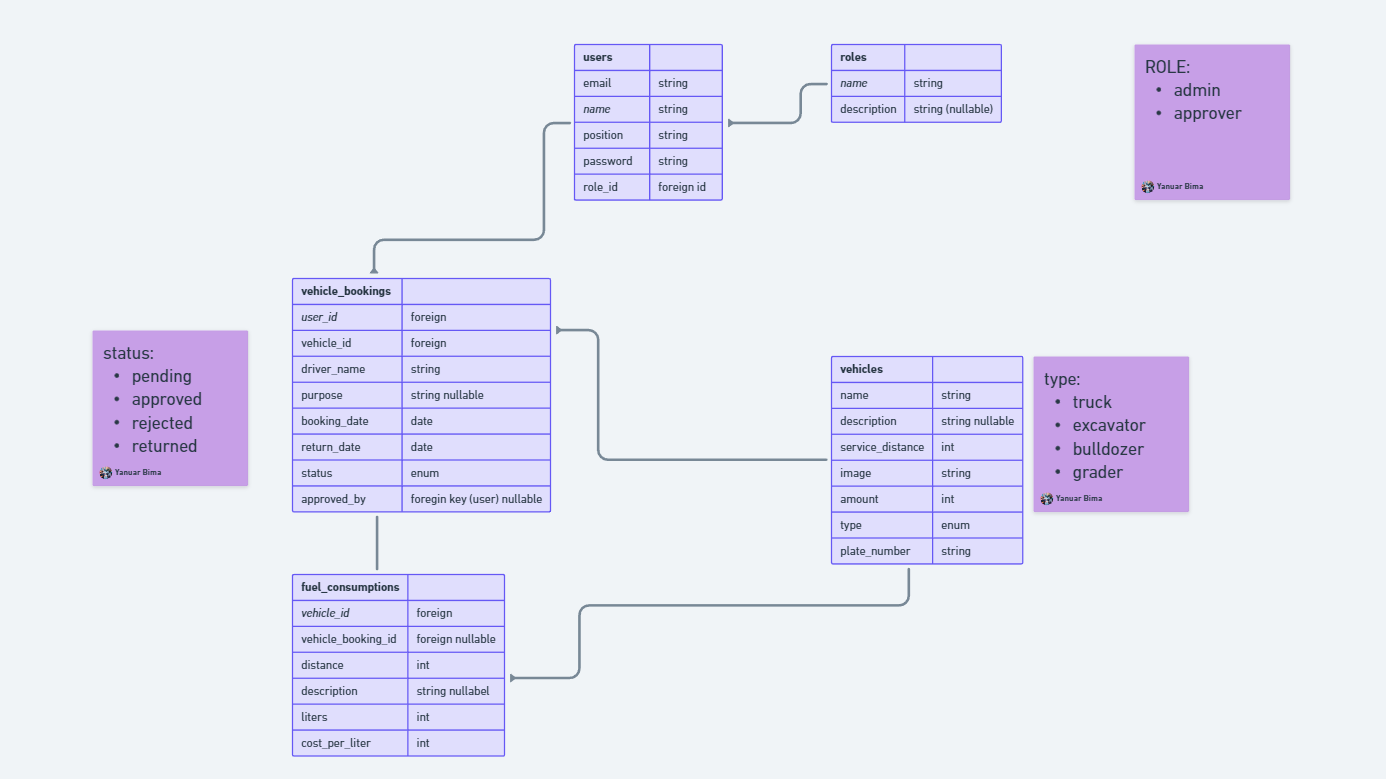 users
email string
name string
position string
password string
role_id foreign id
roles
name string
description string (nullable)
ROLE:
• admin
• approver
Yanuar Bima
vehicle_bookings
user_id foreign
vehicle_id foreign
driver_name string
purpose string nullable
booking_date date
return_date date
status enum
approved_by foregin key (user) nullable
status:
• pending
• approved
• rejected
• returned
Yanuar Bima
vehicles
name string
description string nullable
service_distance int
image string
amount int
type enum
plate_number string
type:
• truck
• excavator
• bulldozer
• grader
Yanuar Bima
fuel_consumptions
vehicle_id foreign
vehicle_booking_id foreign nullable
distance int
description string nullabel
liters int
cost_per_liter int